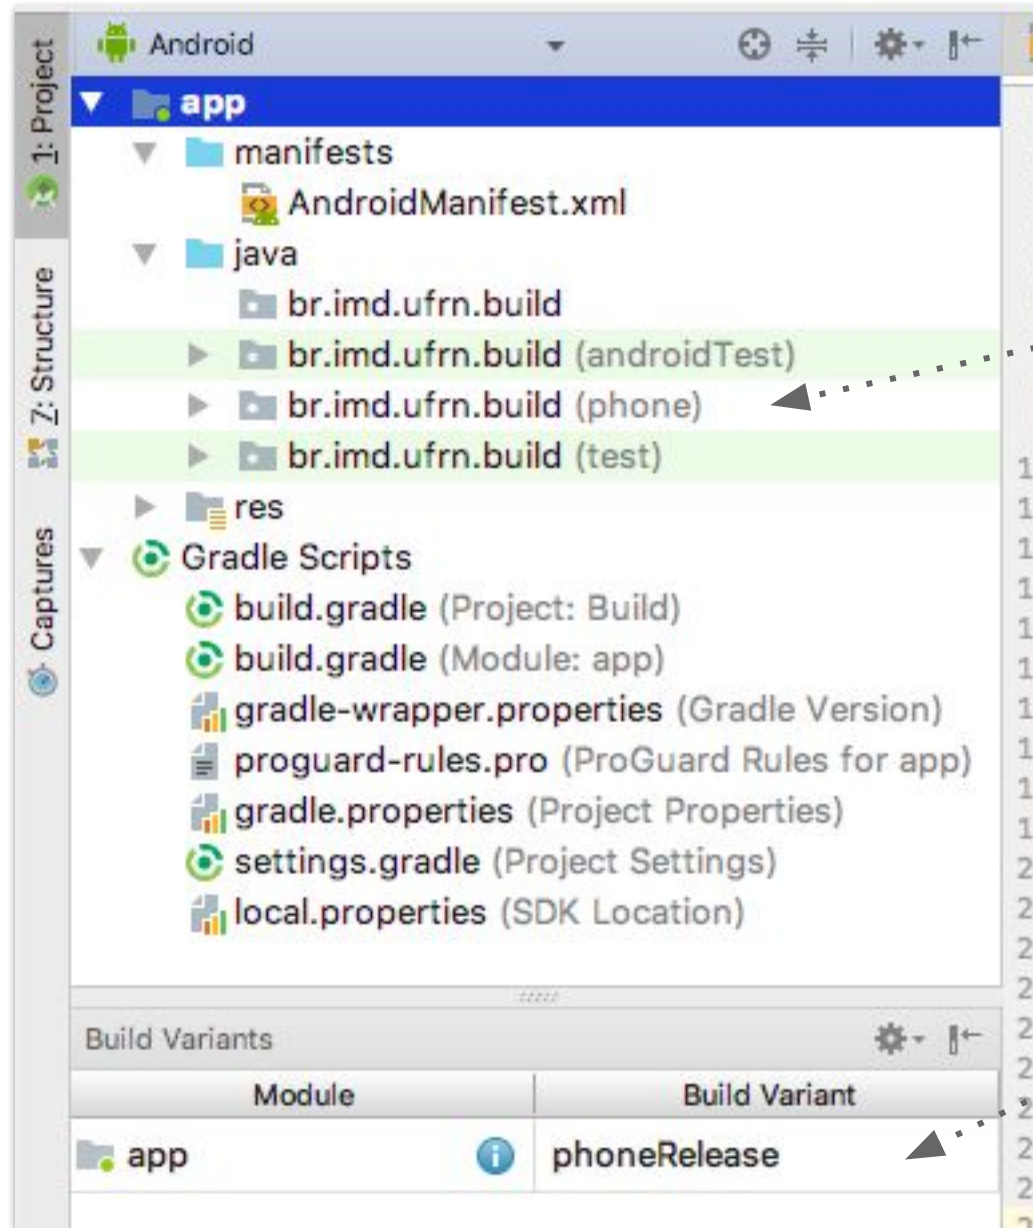 1: Project
Android
app
manifests
AndroidManifest.xml
java
br.imd.ufrn.build
br.imd.ufrn.build (androidTest)
br.imd.ufrn.build (phone)
br.imd.ufrn.build (test)
res
Gradle Scripts
build.gradle (Project: Build)
build.gradle (Module: app)
gradle-wrapper.properties (Gradle Version)
proguard-rules.pro (ProGuard Rules for app)
gradle.properties (Project Properties)
settings.gradle (Project Settings)
local.properties (SDK Location)
7: Structure
Captures
Build Variants
Module Build Variant
app phoneRelease